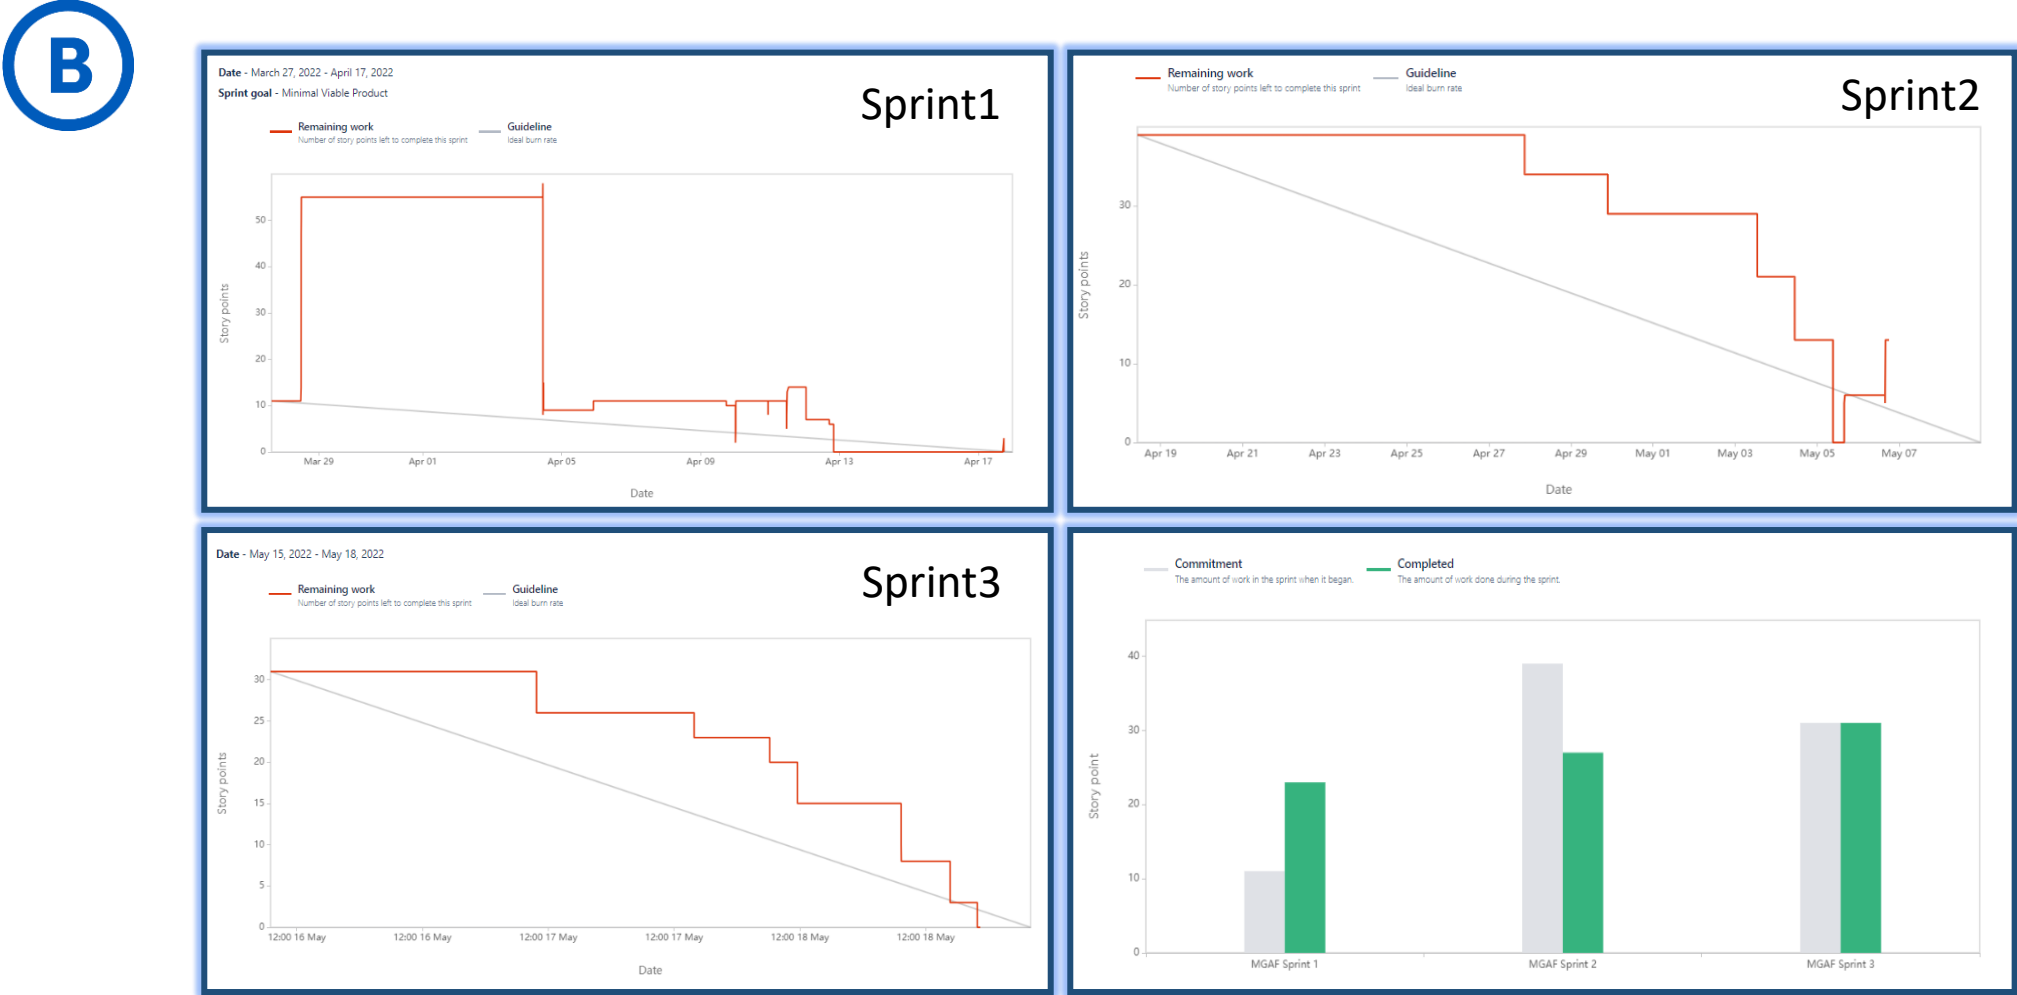 B
Date - March 27, 2022 - April 17, 2022
Sprint goal - Minimal Viable Product
Sprint1
Remaining work
Number of story points left to complete this sprint
Guideline
Ideal burn rate
Story points
50
40
30
20
10
0
Mar 29 Apr 01 Apr 05 Apr 09 Apr 13 Apr 17
Date
Remaining work
Number of story points left to complete this sprint
Guideline
Ideal burn rate
Sprint2
Story points
30
20
10
0
Apr 19 Apr 21 Apr 23 Apr 25 Apr 27 Apr 29 May 01 May 03 May 05 May 07
Date
Date - May 15, 2022 - May 18, 2022
Sprint3
Remaining work
Number of story points left to complete this sprint
Guideline
Ideal burn rate
Story points
30
25
20
15
10
5
0
12:00 16 May 12:00 16 May 12:00 17 May 12:00 17 May 12:00 18 May 12:00 18 May
Date
Commitment
The amount of work in the sprint when it began.
Completed
The amount of work done during the sprint.
Story point
40
30
20
10
0
MGAF Sprint 1 MGAF Sprint 2 MGAF Sprint 3